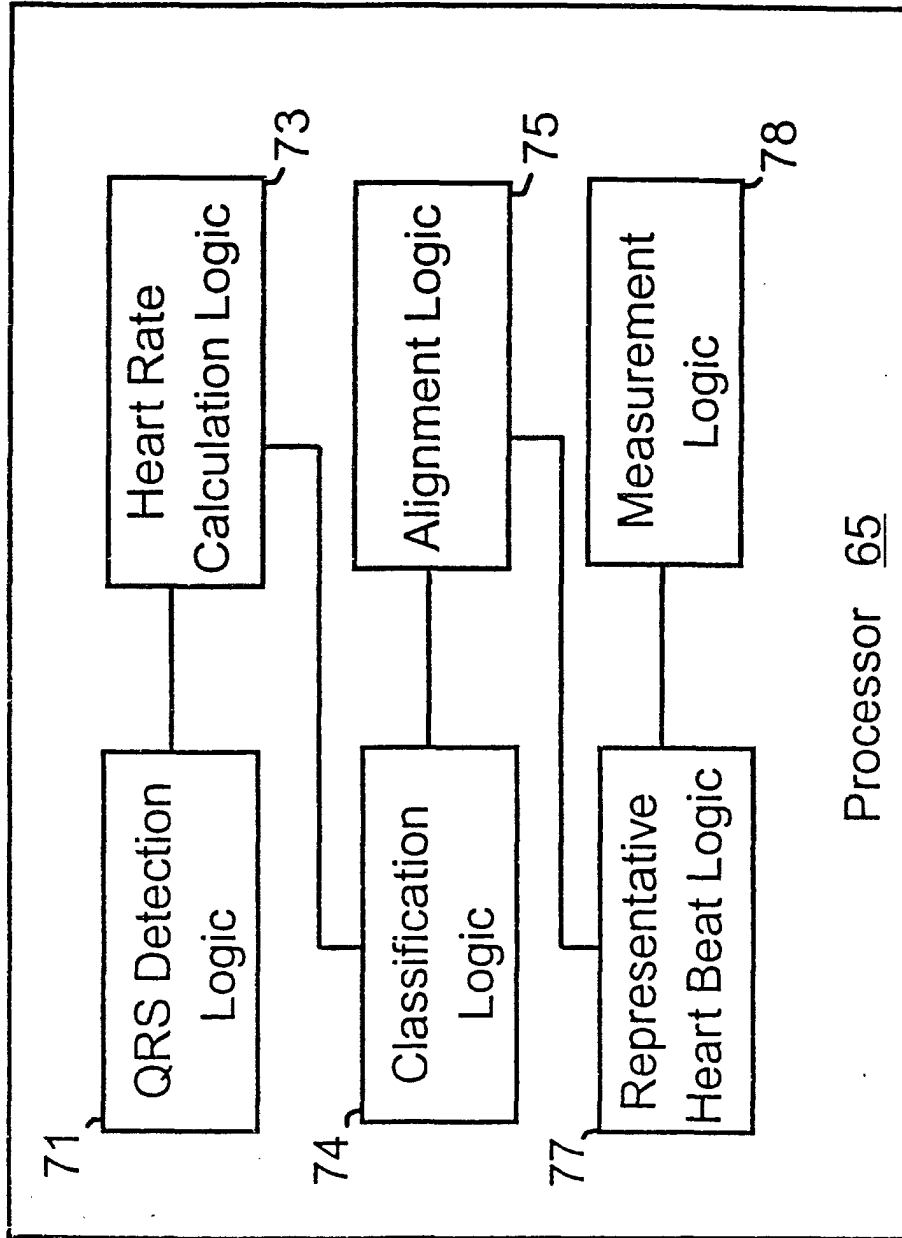 71
QRS Detection
Logic
Heart Rate
Calculation Logic
73
74
Classification
Logic
Alignment Logic
75
77
Representative
Heart Beat Logic
Measurement
Logic
78
Processor 65